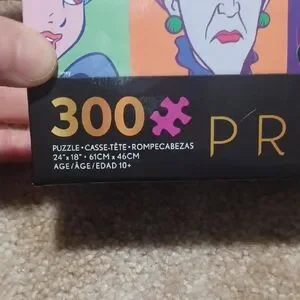 300
PR
PUZZLE • CASSE-TÊTE • ROMPECABEZAS
24"x 18" • 61CM x 46CM
AGE/ÂGE/EDAD 10+